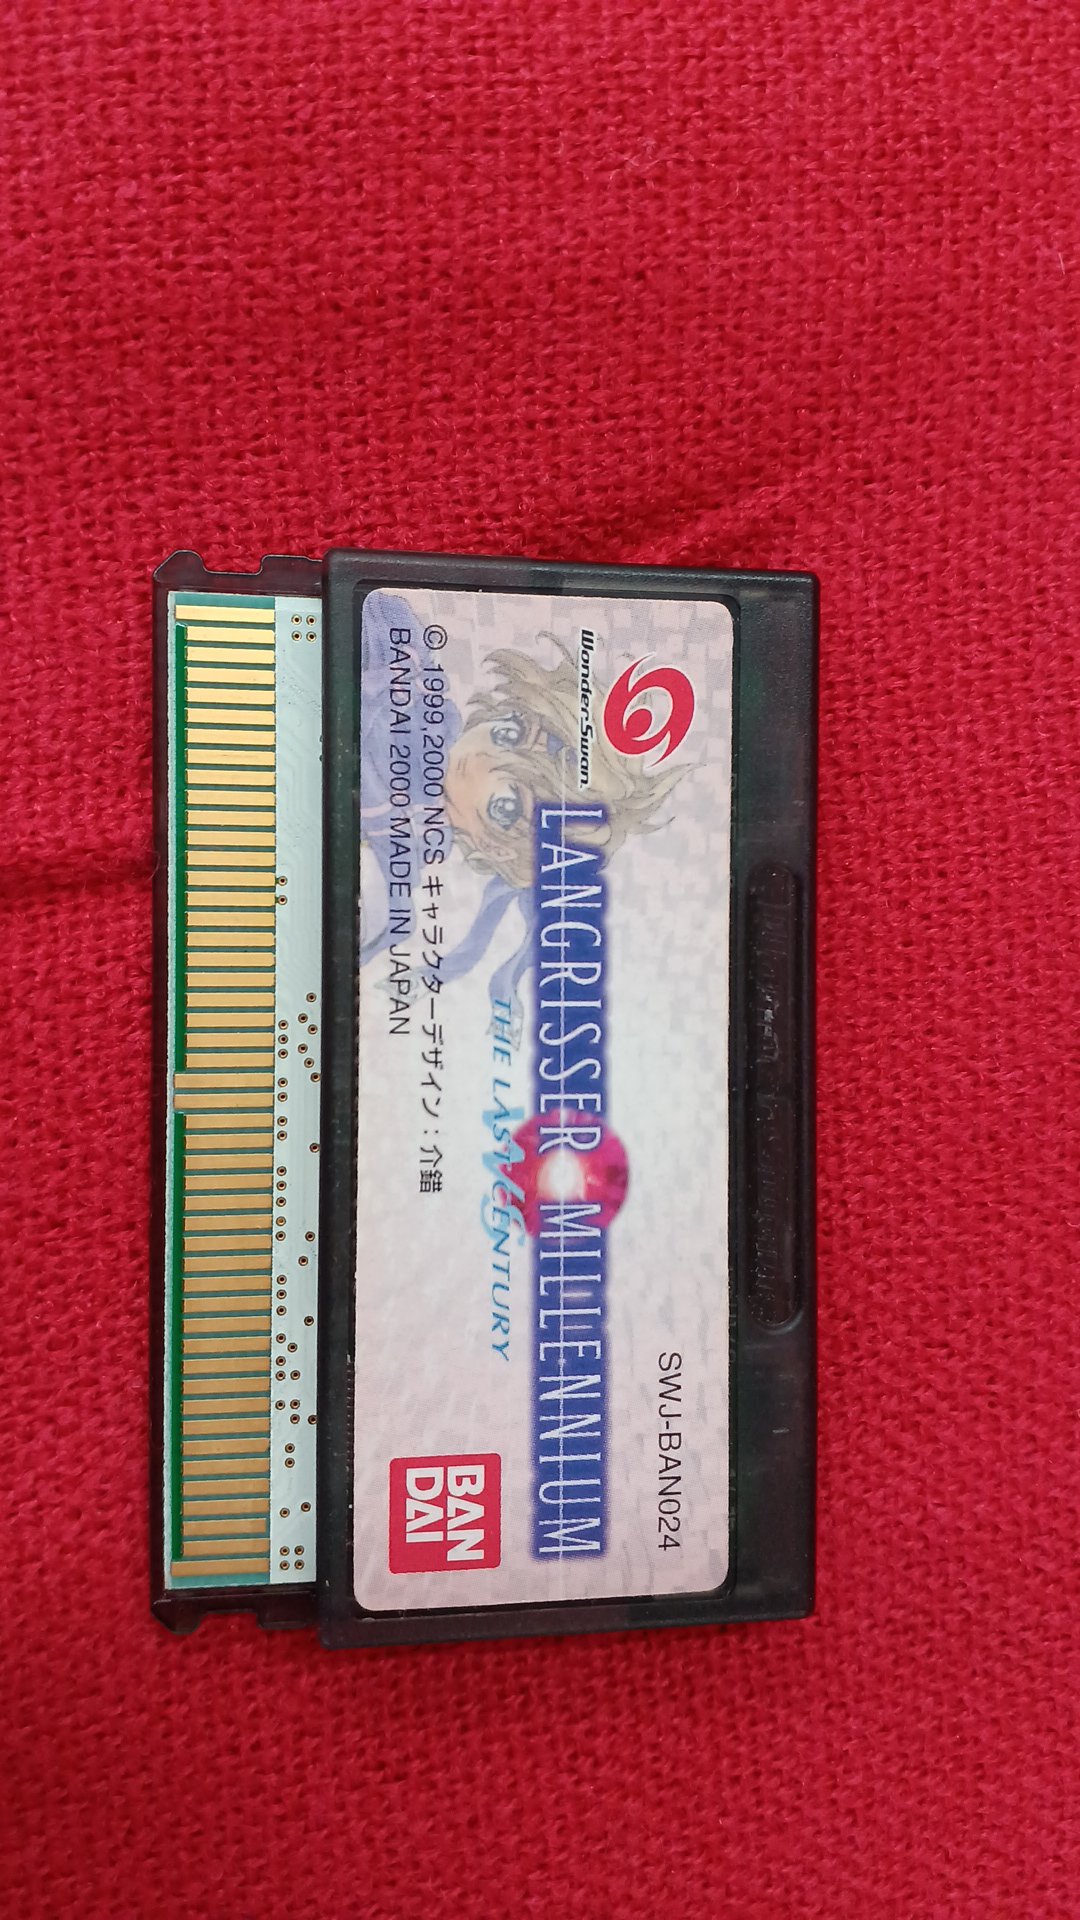 SWJ-BAN024
WonderSwan
LANGRISSER MILLENNIUM
THE LAST CENTURY
© 1999,2000 NCS キャラクターデザイン：介錯
BANDAI 2000 MADE IN JAPAN
BAN
DAI